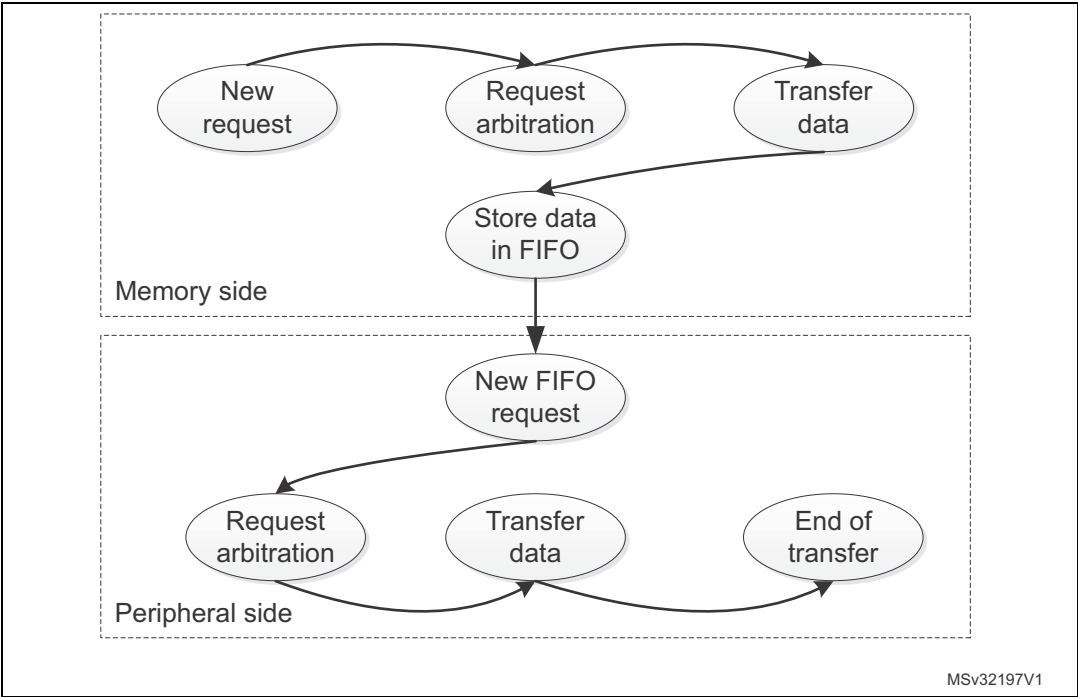 New
request
Request
arbitration
Transfer
data
Store data
in FIFO
Memory side
New FIFO
request
Request
arbitration
Transfer
data
End of
transfer
Peripheral side
MSv32197V1